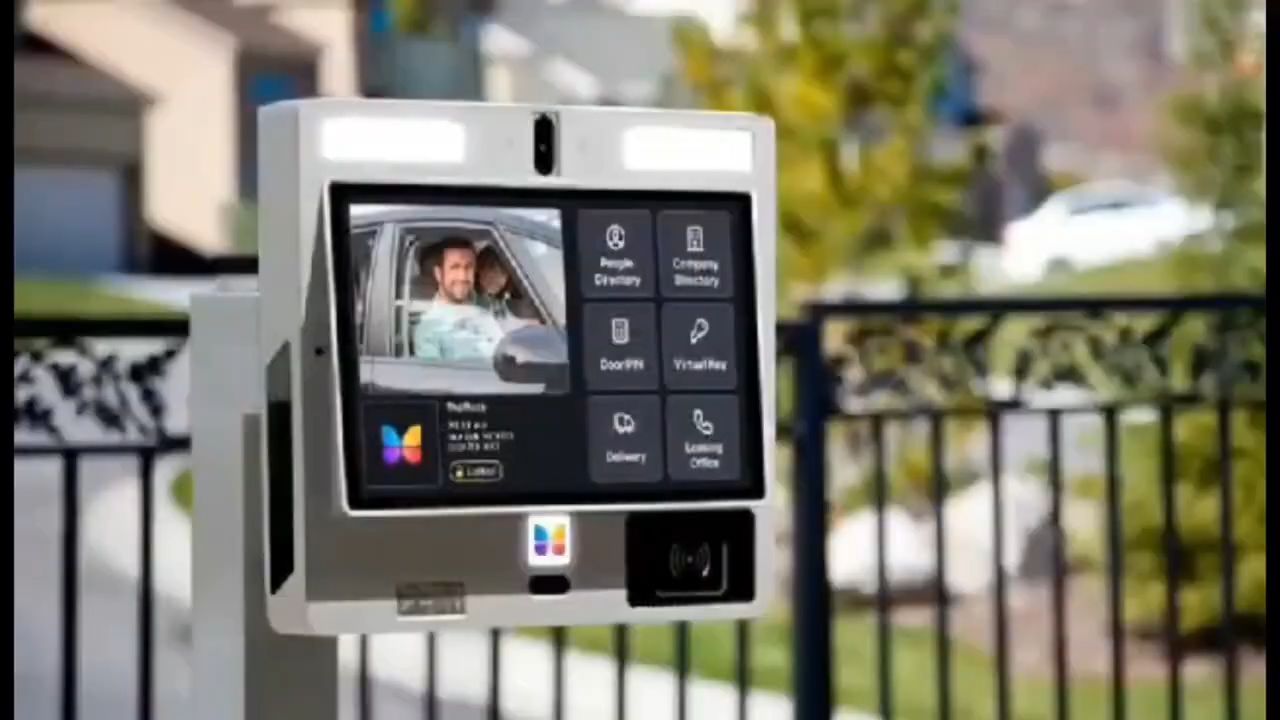 People
Directory
Company
Directory
Door PIN
Virtual Key
Delivery
Leasing
Office